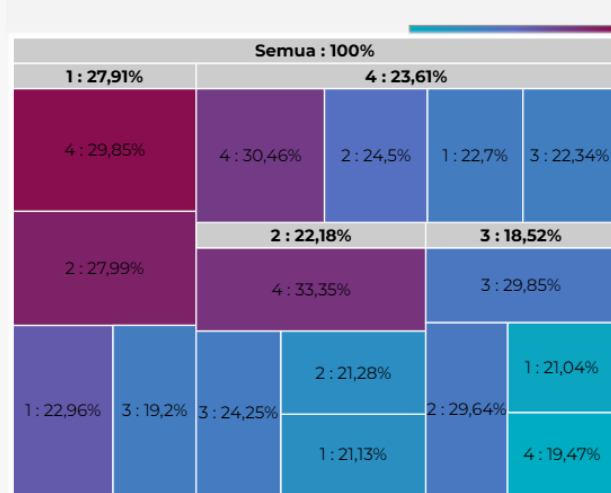 Semua : 100%
1 : 27,91%
4 : 23,61%
4 : 29,85%
4 : 30,46%
2 : 24,5%
1 : 22,7%
3 : 22,34%
2 : 27,99%
2 : 22,18%
3 : 18,52%
4 : 33,35%
3 : 29,85%
1 : 22,96%
3 : 19,2%
3 : 24,25%
2 : 21,28%
1 : 21,13%
2 : 29,64%
1 : 21,04%
4 : 19,47%